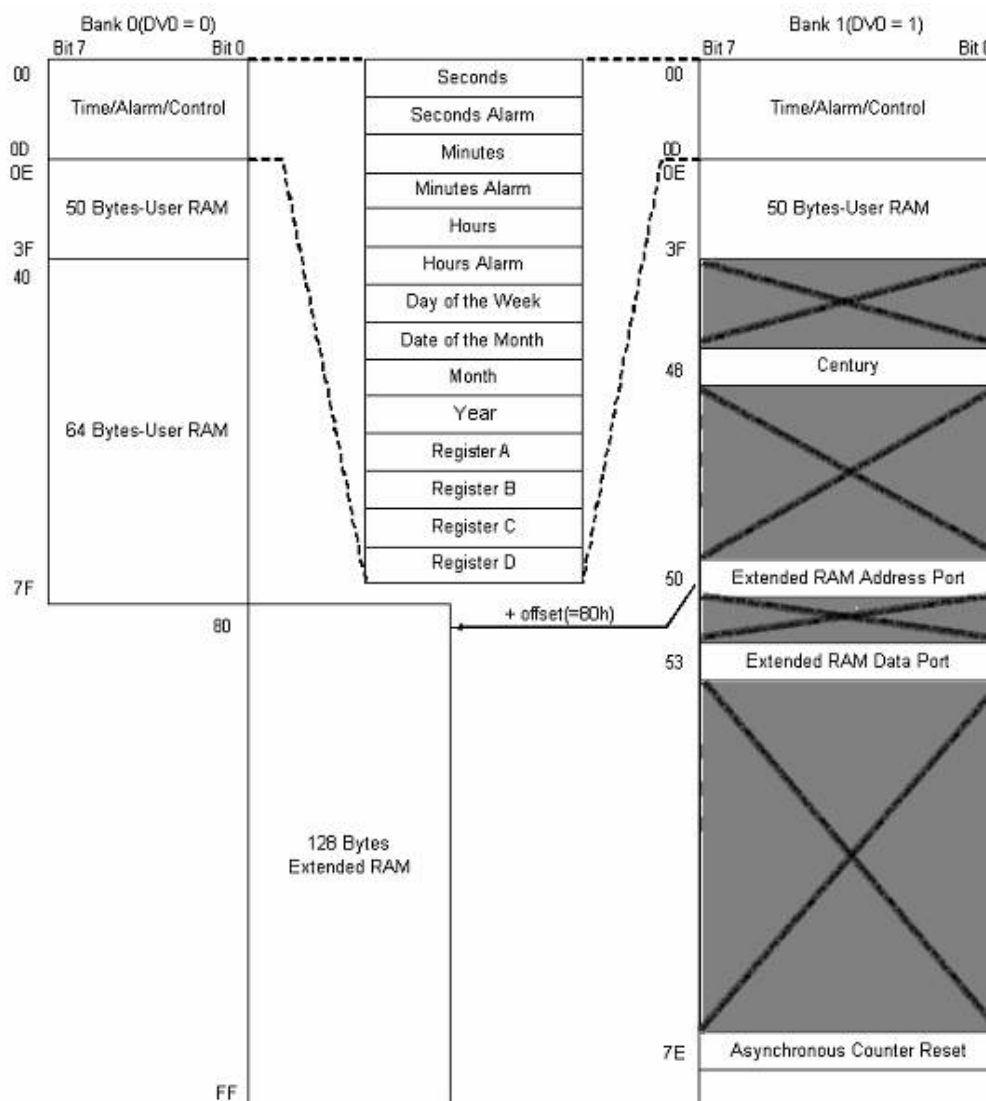 Bank 0(DV0 = 0)
Bit 7
Bit 0
00
Time/Alarm/Control
0D
0E
50 Bytes-User RAM
3F
40
64 Bytes-User RAM
7F
80
128 Bytes
Extended RAM
FF
Seconds
Seconds Alarm
Minutes
Minutes Alarm
Hours
Hours Alarm
Day of the Week
Date of the Month
Month
Year
Register A
Register B
Register C
Register D
+ offset(=80h)
Bank 1(DV0 = 1)
Bit 7
Bit
00
Time/Alarm/Control
0D
0E
50 Bytes-User RAM
3F
48
Century
50
Extended RAM Address Port
53
Extended RAM Data Port
7E
Asynchronous Counter Reset